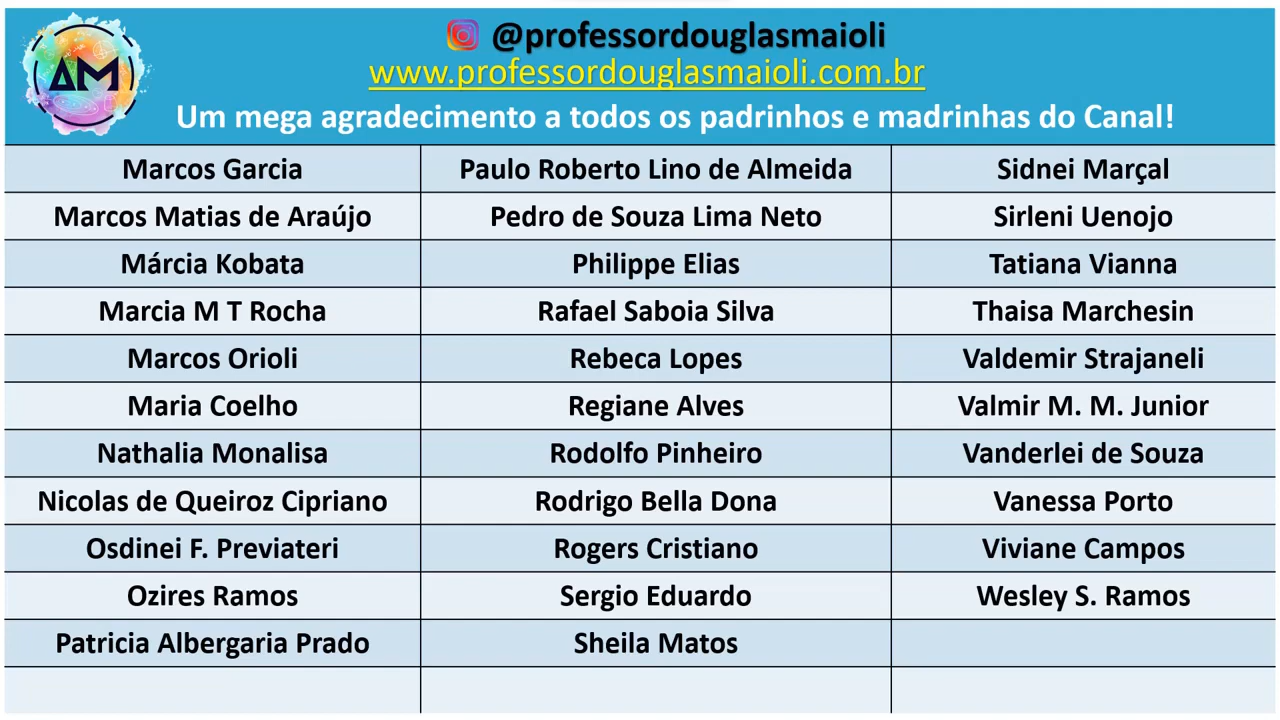 @professordouglasmaioli
www.professordouglasmaioli.com.br
Um mega agradecimento a todos os padrinhos e madrinhas do Canal!
Marcos Garcia Paulo Roberto Lino de Almeida Sidnei Marçal
Marcos Matias de Araújo Pedro de Souza Lima Neto Sirleni Uenojo
Márcia Kobata Philippe Elias Tatiana Vianna
Marcia M T Rocha Rafael Saboia Silva Thaisa Marchesin
Marcos Orioli Rebeca Lopes Valdemir Strajaneli
Maria Coelho Regiane Alves Valmir M. M. Junior
Nathalia Monalisa Rodolfo Pinheiro Vanderlei de Souza
Nicolas de Queiroz Cipriano Rodrigo Bella Dona Vanessa Porto
Osdinei F. Previateri Rogers Cristiano Viviane Campos
Ozires Ramos Sergio Eduardo Wesley S. Ramos
Patricia Albergaria Prado Sheila Matos